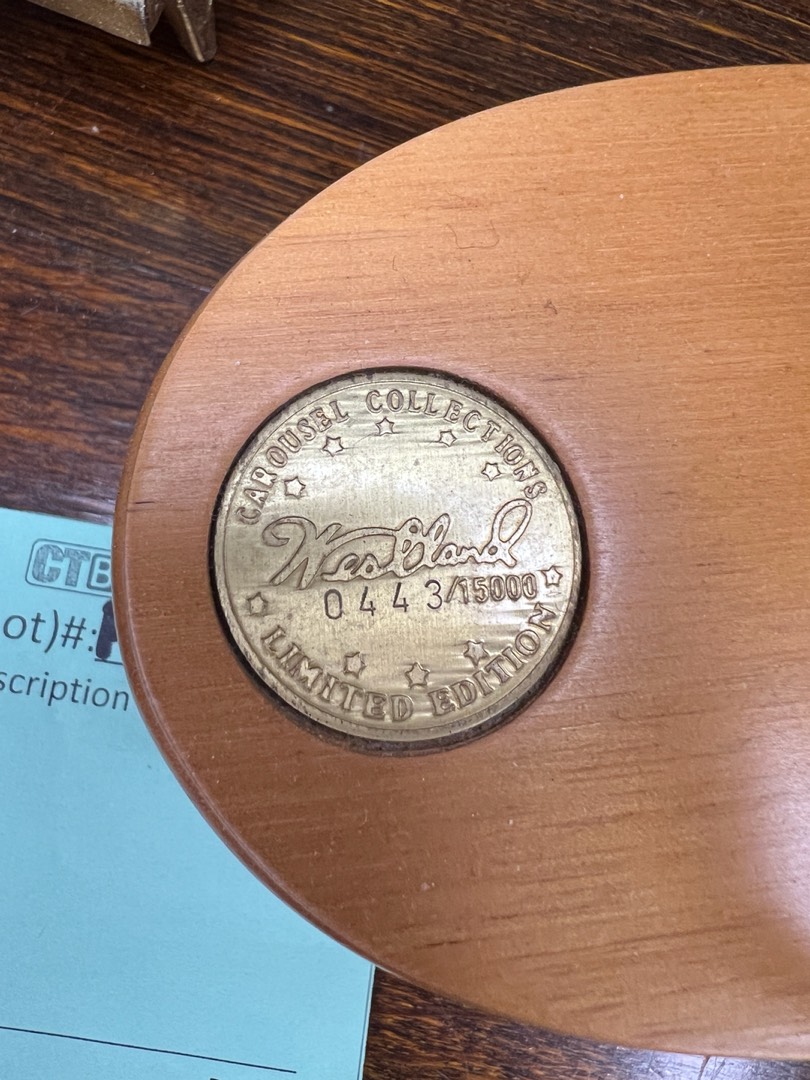 CAROUSEL COLLECTIONS
Westland
0443/15000
LIMITED EDITION
CTB
ot)#:
scription